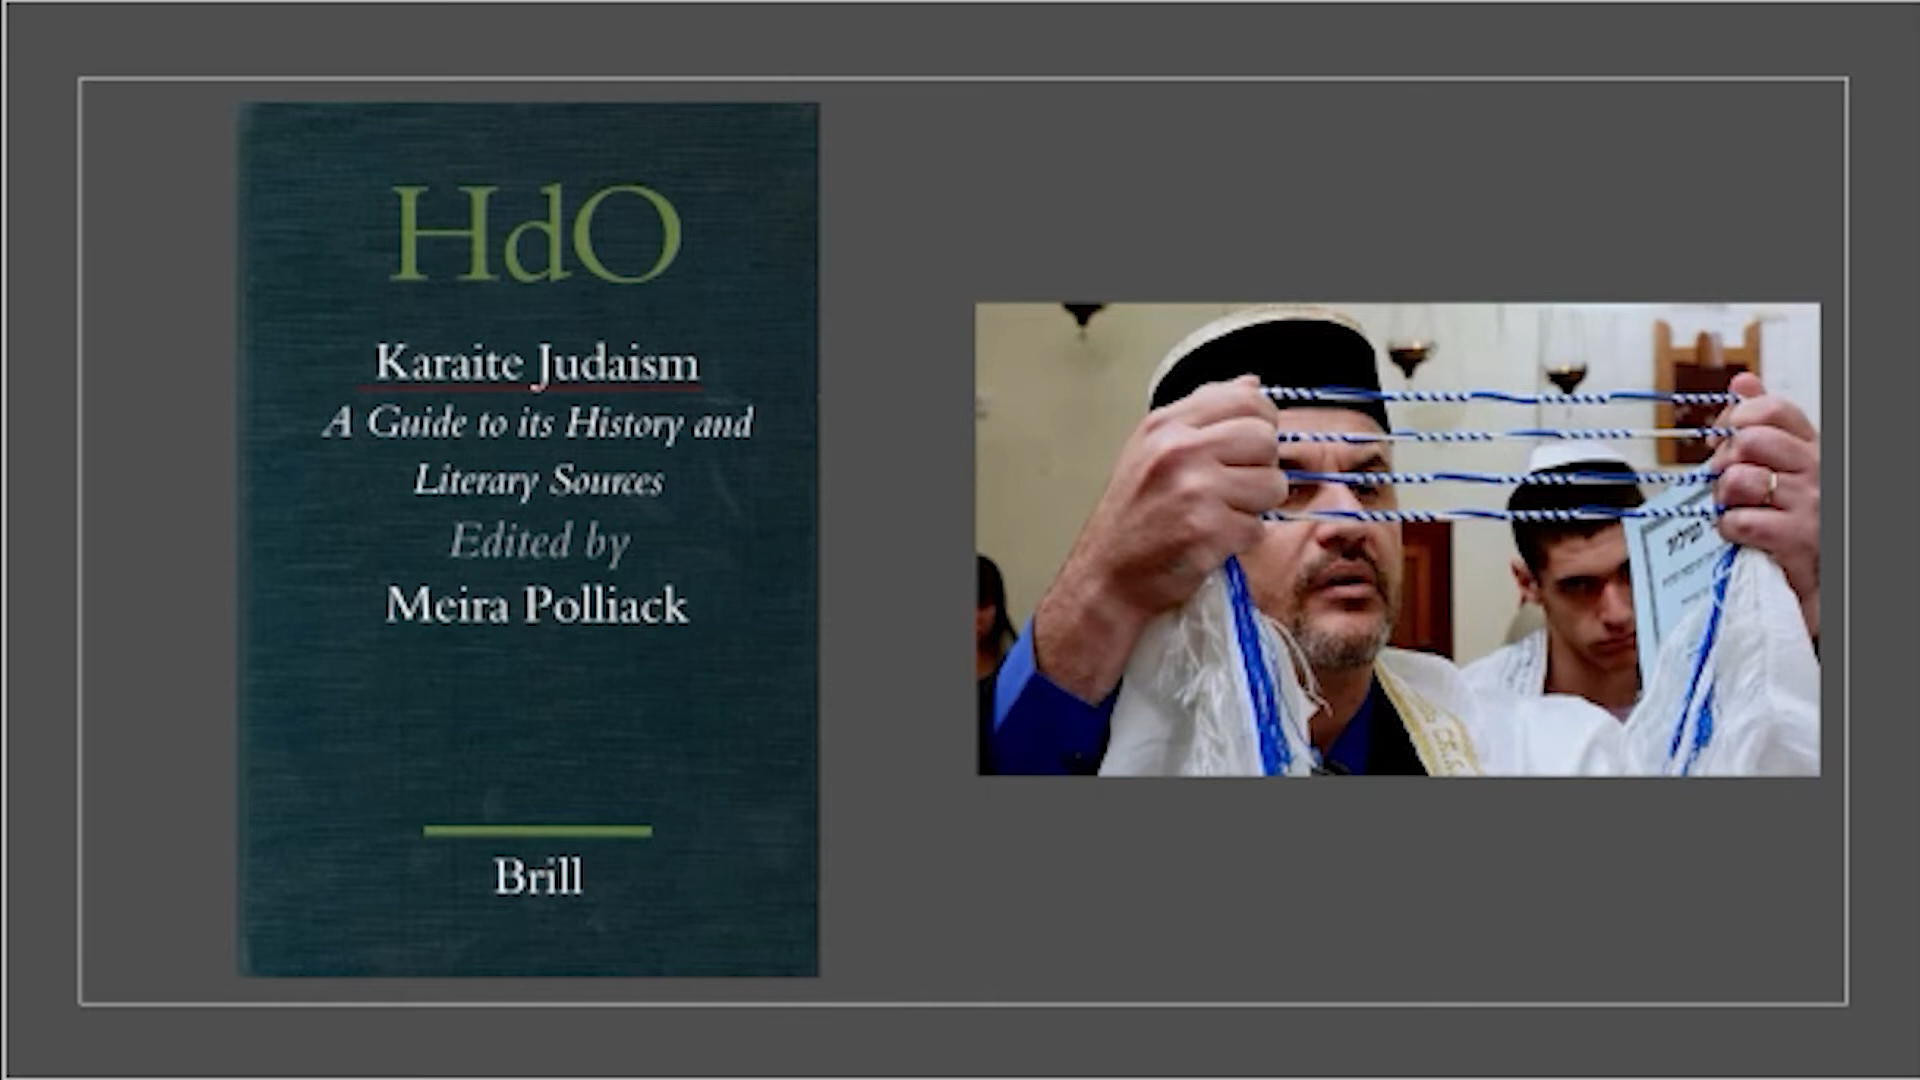 HdO
Karaite Judaism
A Guide to its History and
Literary Sources
Edited by
Meira Polliack
Brill